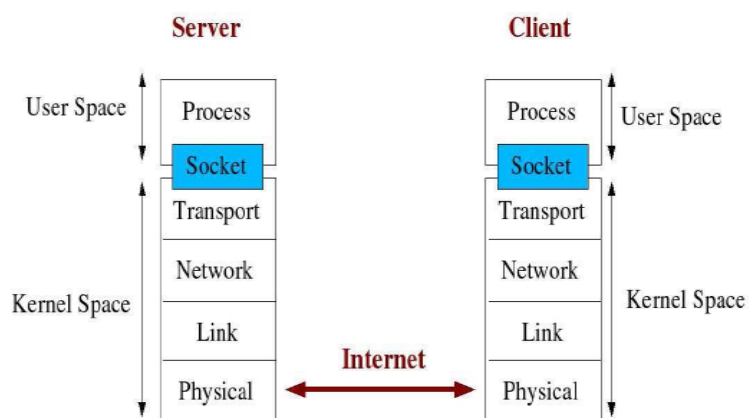 Server
Client
User Space
Process
Process
User Space
Socket
Socket
Transport
Transport
Network
Network
Kernel Space
Kernel Space
Link
Link
Internet
Physical
Physical